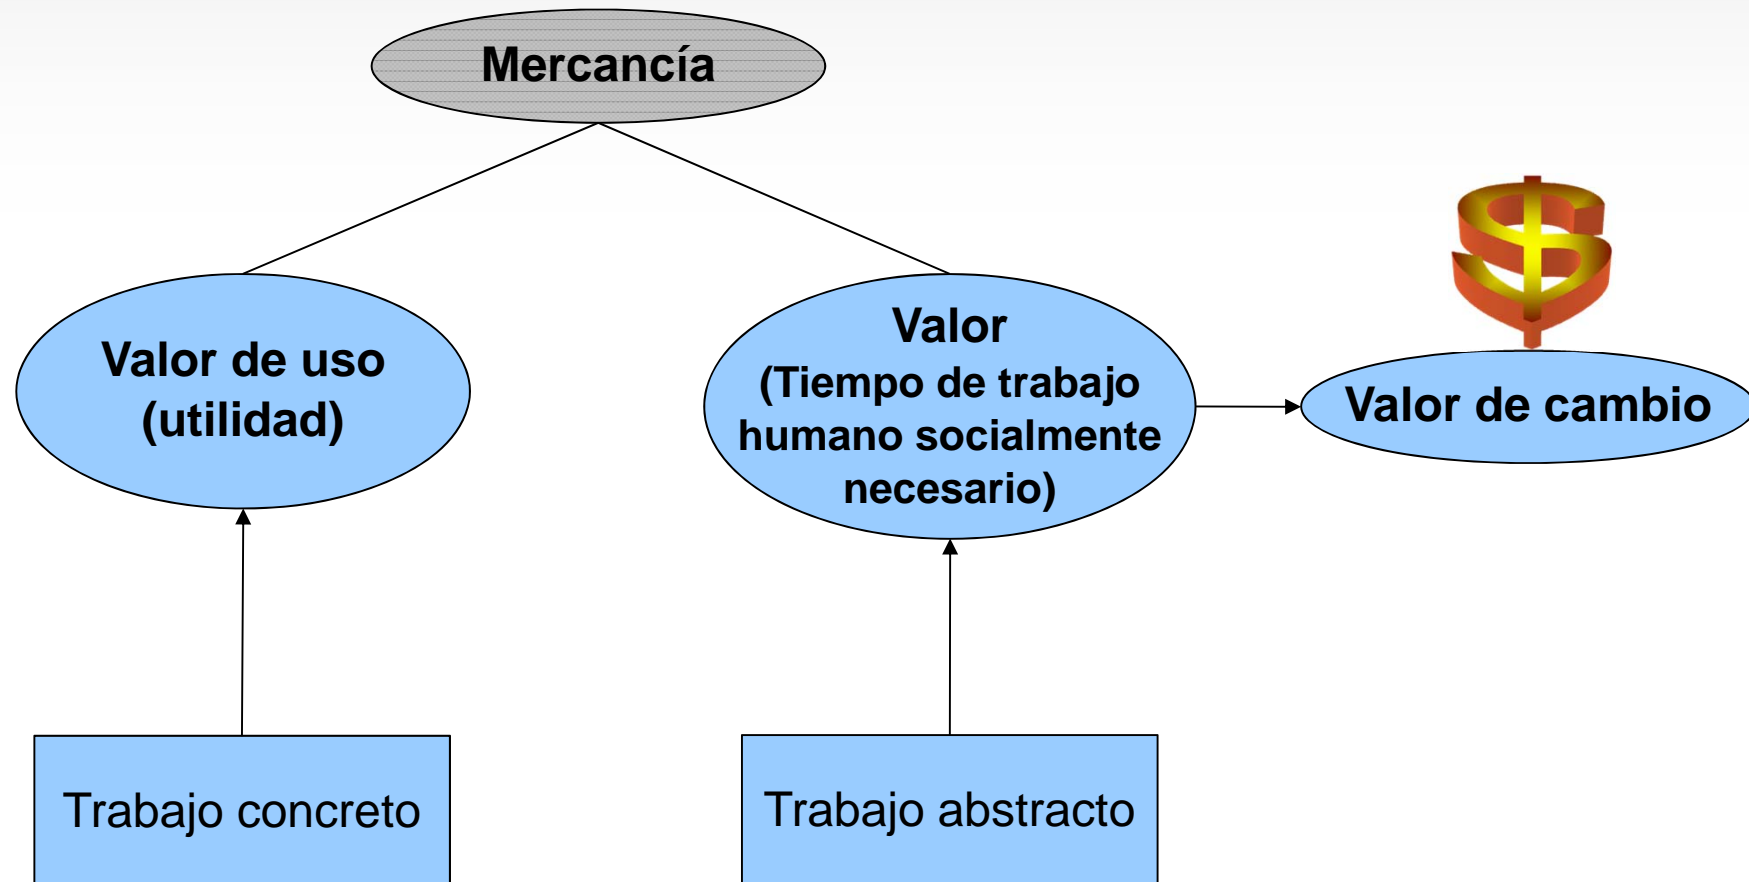 Mercancía
Valor de uso
(utilidad)
Valor
(Tiempo de trabajo
humano socialmente
necesario)
Valor de cambio
Trabajo concreto
Trabajo abstracto